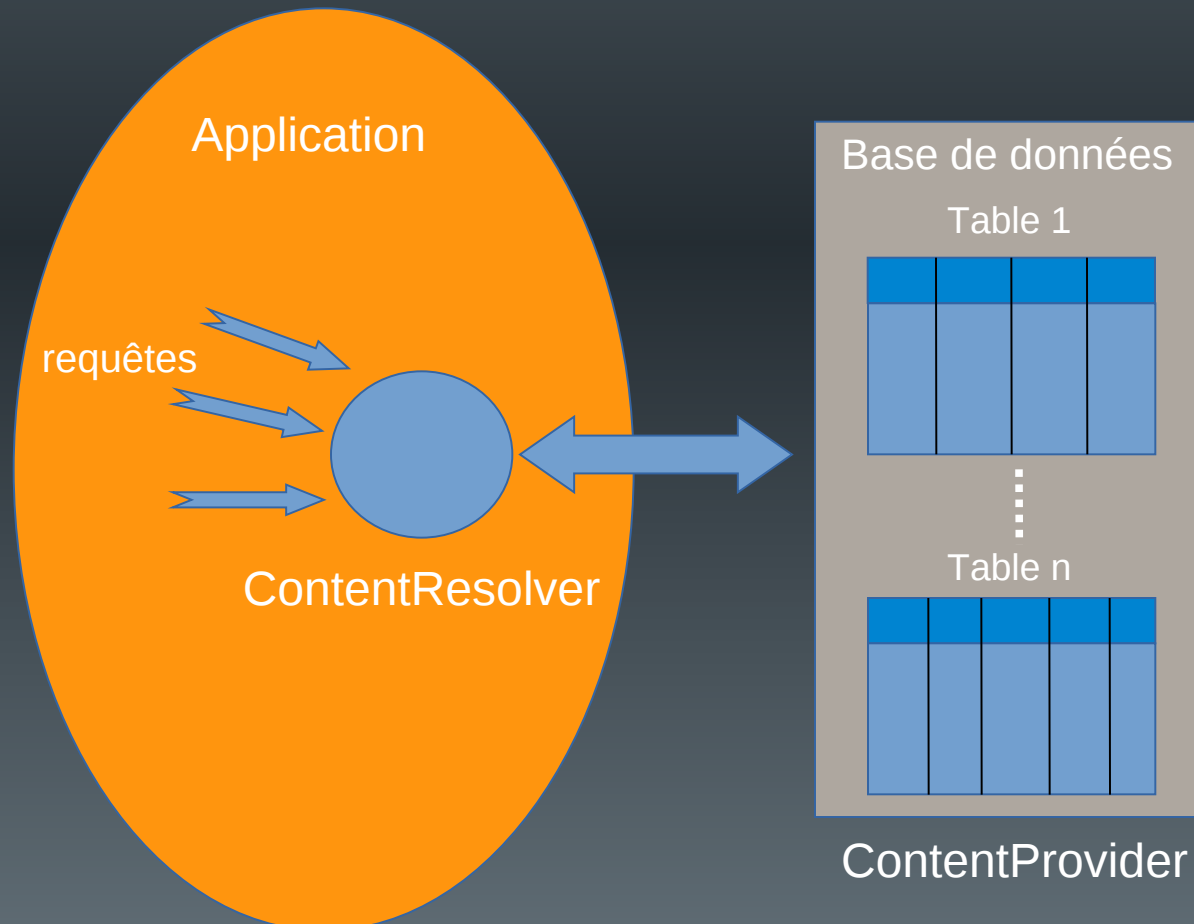 Application
requêtes
ContentResolver
Base de données
Table 1
Table n
ContentProvider